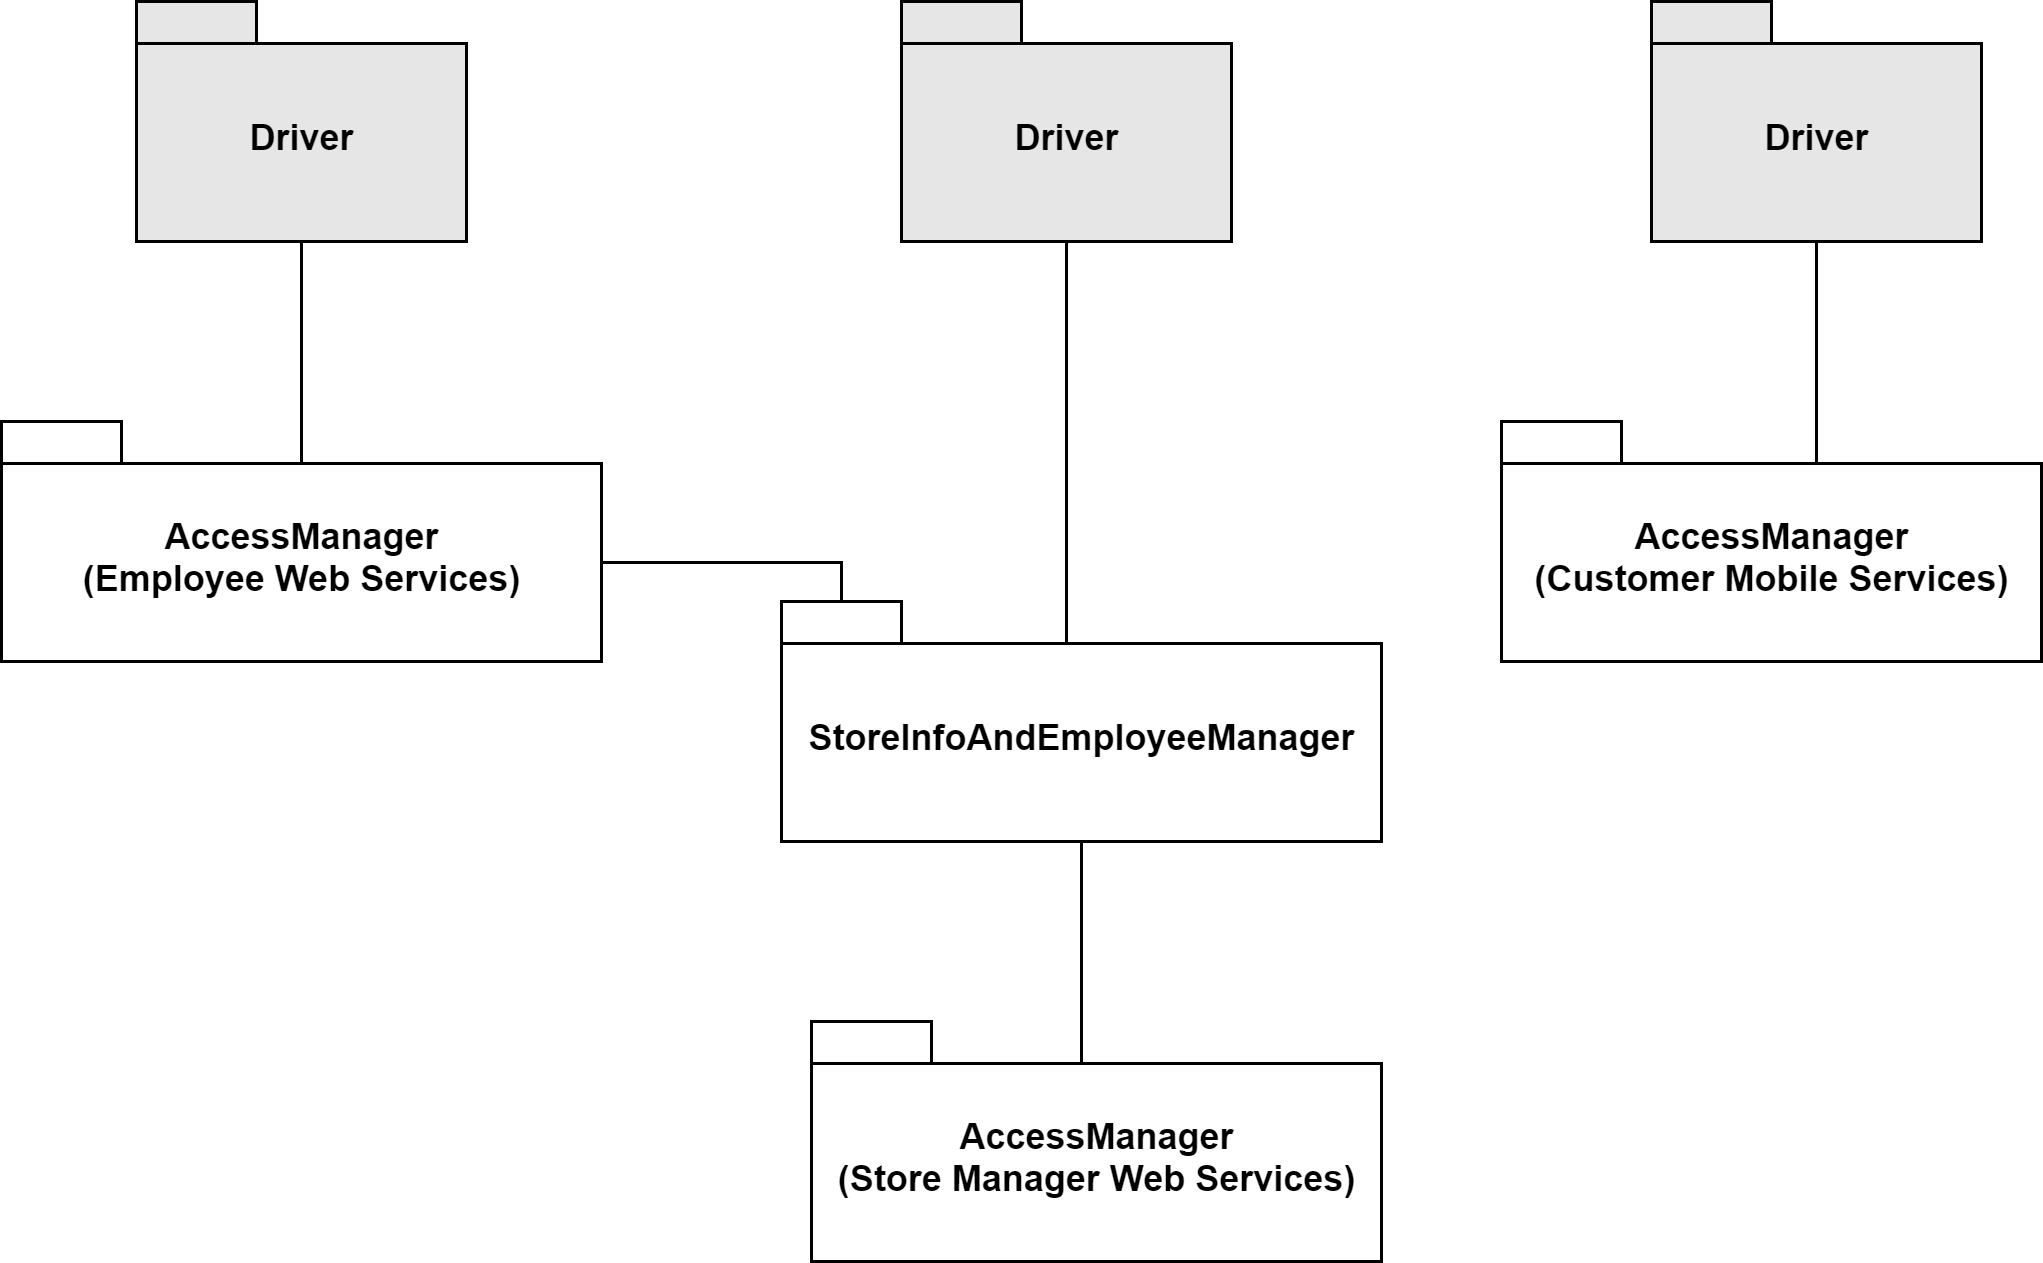 Driver
Driver
Driver
AccessManager
(Employee Web Services)
AccessManager
(Customer Mobile Services)
StoreInfoAndEmployeeManager
AccessManager
(Store Manager Web Services)